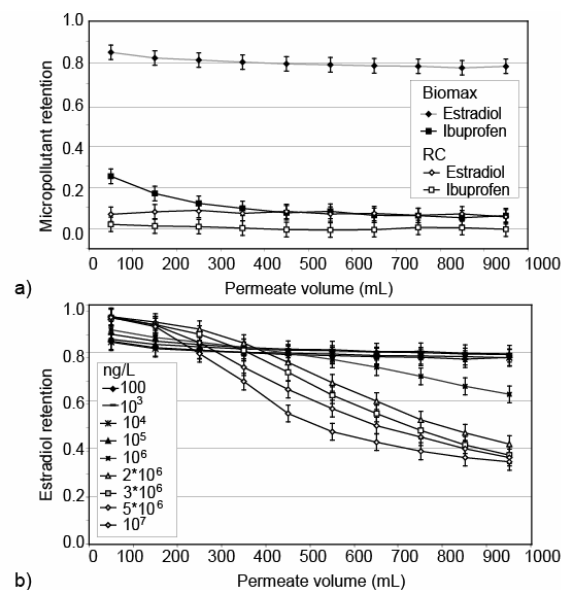 1.0
0.8
0.6
0.4
0.2
0.0
Micropollutant retention
Biomax
Estradiol
Ibuprofen
RC
Estradiol
Ibuprofen
0 100 200 300 400 500 600 700 800 900 1000
Permeate volume (mL)
a)
1.0
0.8
0.6
0.4
0.2
0.0
Estradiol retention
ng/L
100
10³
10⁴
10⁵
10⁶
2*10⁶
3*10⁶
5*10⁶
10⁷
0 100 200 300 400 500 600 700 800 900 1000
Permeate volume (mL)
b)